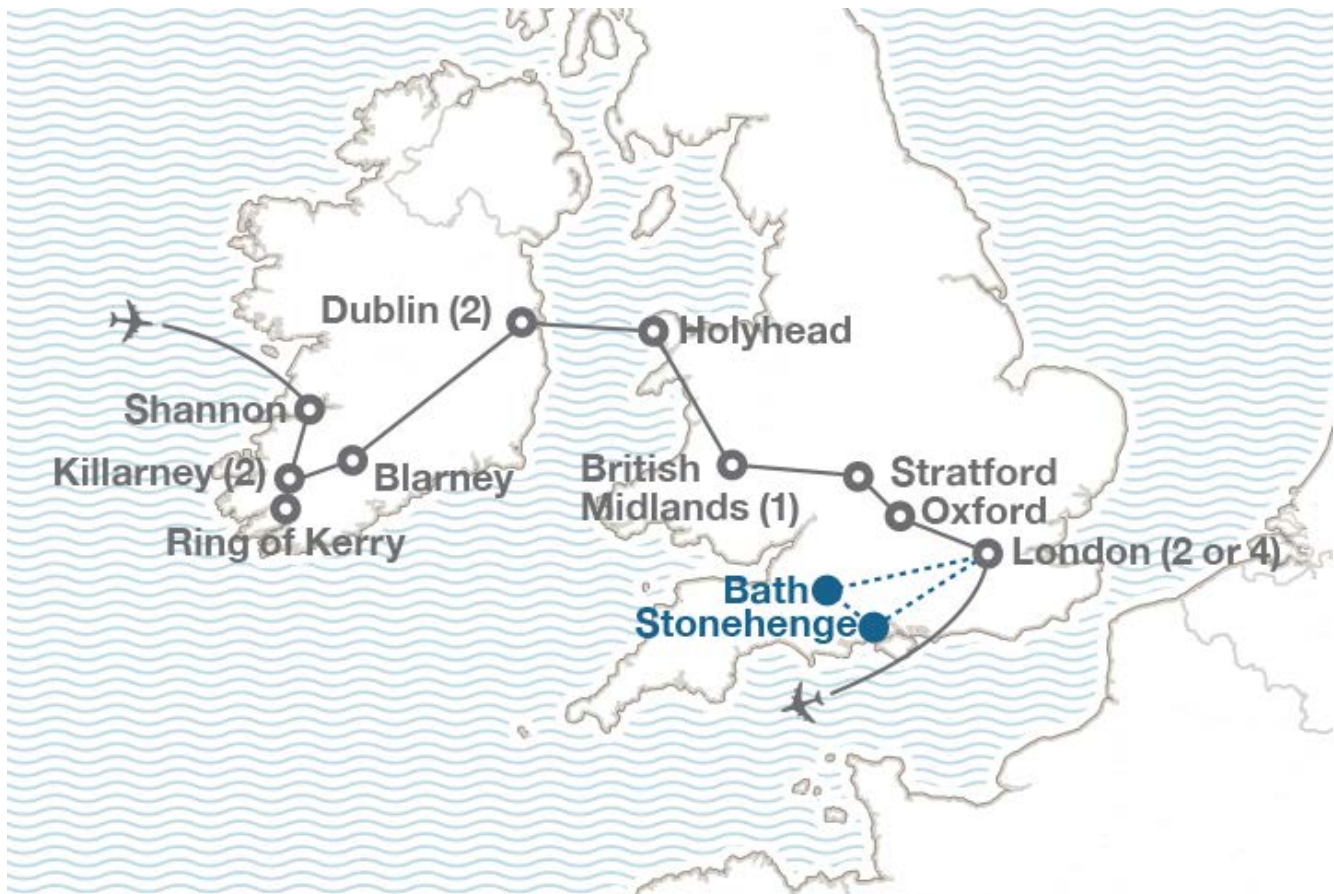 Dublin (2)
Holyhead
Shannon
Killarney (2)
Blarney
Ring of Kerry
British
Midlands (1)
Stratford
Oxford
London (2 or 4)
Bath
Stonehenge